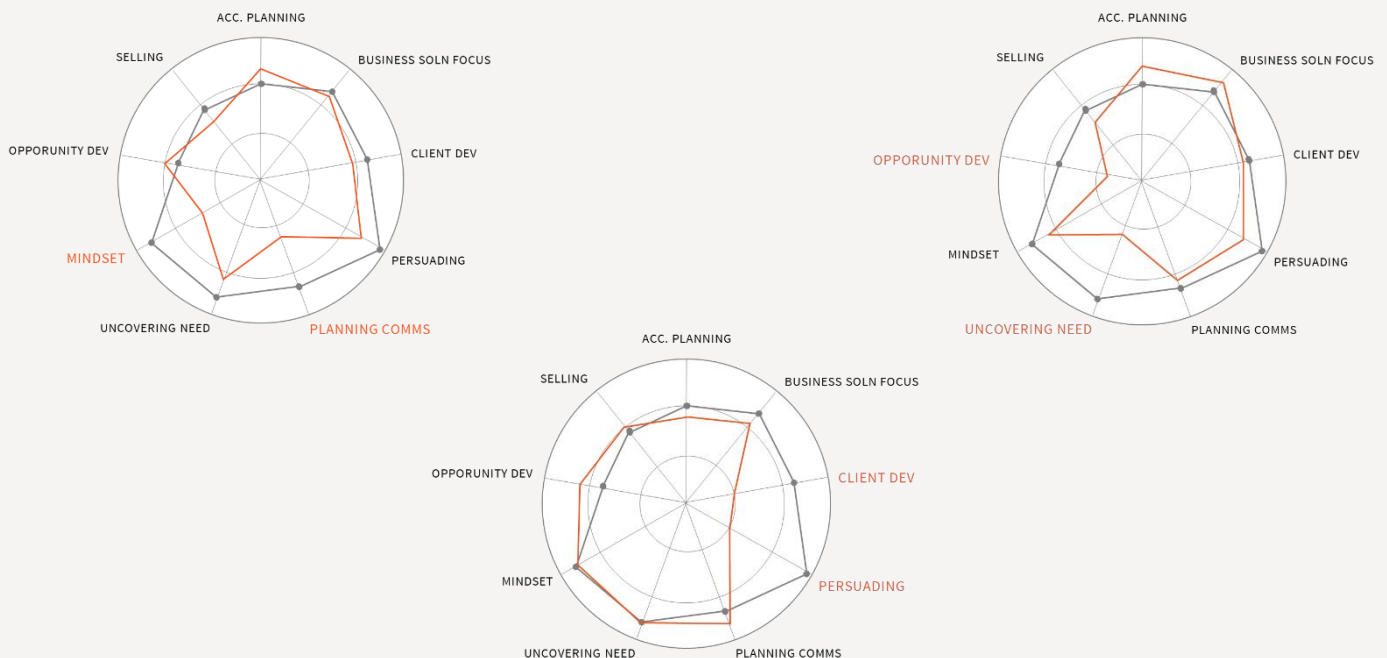 ACC. PLANNING
SELLING
BUSINESS SOLN FOCUS
OPPORUNITY DEV
CLIENT DEV
MINDSET
PERSUADING
UNCOVERING NEED
PLANNING COMMS
ACC. PLANNING
SELLING
BUSINESS SOLN FOCUS
OPPORUNITY DEV
CLIENT DEV
MINDSET
PERSUADING
UNCOVERING NEED
PLANNING COMMS
ACC. PLANNING
SELLING
BUSINESS SOLN FOCUS
OPPORUNITY DEV
CLIENT DEV
MINDSET
PERSUADING
UNCOVERING NEED
PLANNING COMMS